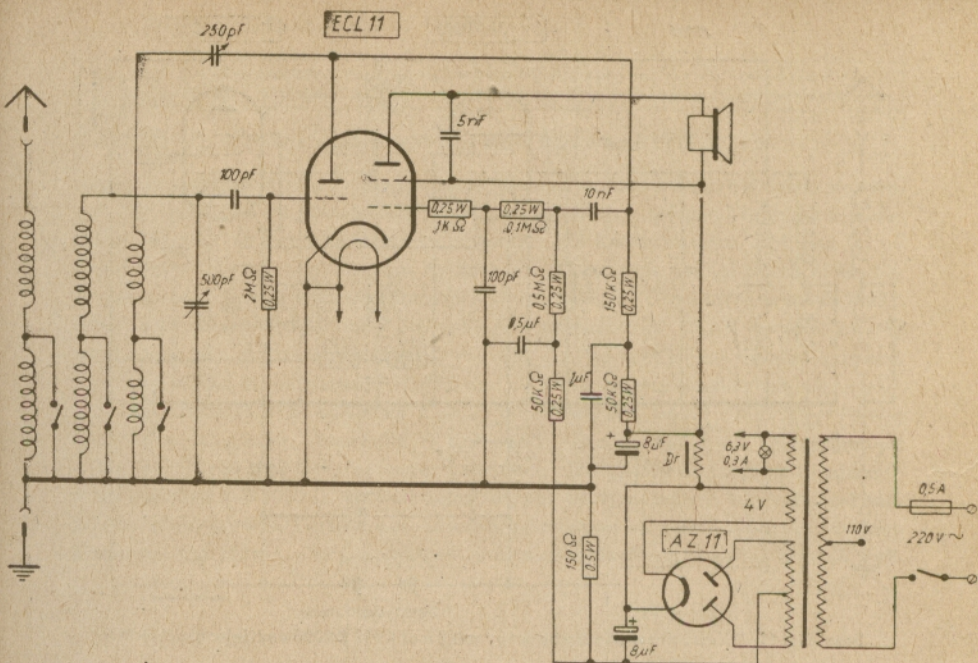 ECL 11
250pF
5nF
100pF
10nF
0,25W
1KΩ
0,25W
0,1MΩ
500pF
2MΩ
0,25W
100pF
0,5MΩ
0,25W
150KΩ
0,25W
0,5µF
50KΩ
0,25W
50KΩ
0,25W
8µF
Dr
6,3V
0,3A
4V
110V
0,5A
220V ~
AZ 11
150Ω
0,5W
8µF